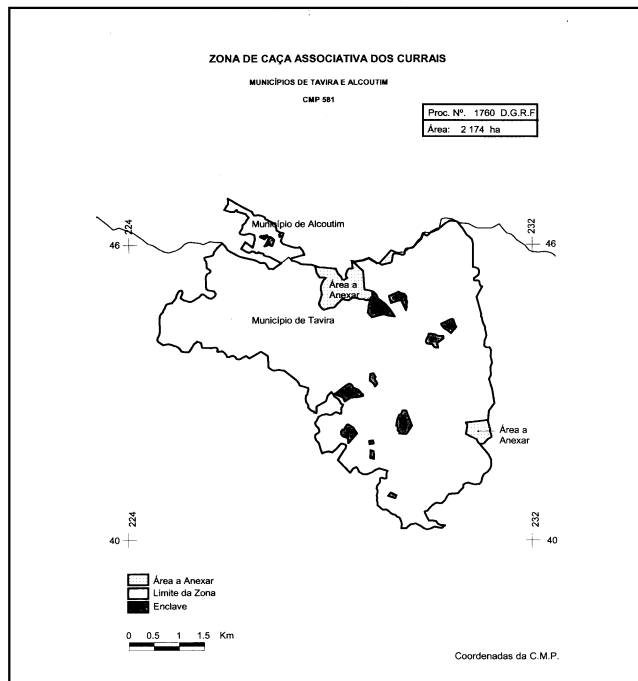 ZONA DE CAÇA ASSOCIATIVA DOS CURRAIS
MUNICÍPIOS DE TAVIRA E ALCOUTIM
CMP 581
Proc. Nº. 1760 D.G.R.F
Área: 2 174 ha
224
232
Município de Alcoutim
46
46
Área a
Anexar
Município de Tavira
Área a
Anexar
224
232
40
40
Área a Anexar
Limite da Zona
Enclave
0 0.5 1 1.5 Km
Coordenadas da C.M.P.